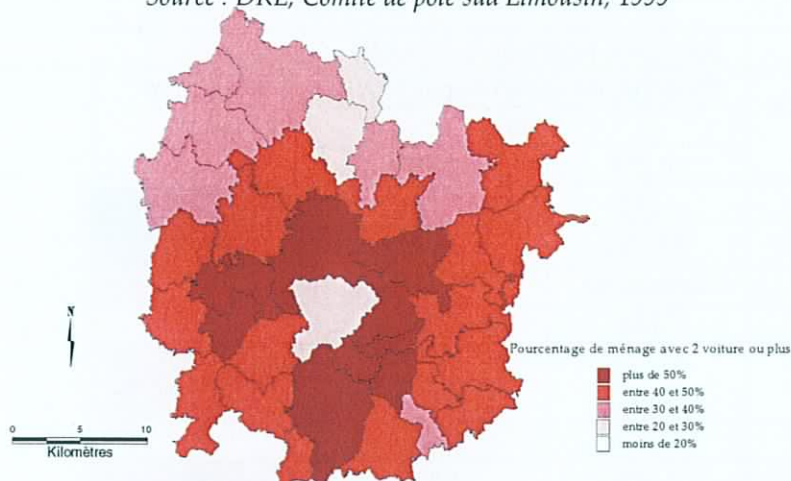 Source : DRE, Comité de pôle sud Limousin, 1999
N
Pourcentage de ménage avec 2 voiture ou plus
plus de 50%
entre 40 et 50%
entre 30 et 40%
entre 20 et 30%
moins de 20%
0 5 10
Kilomètres